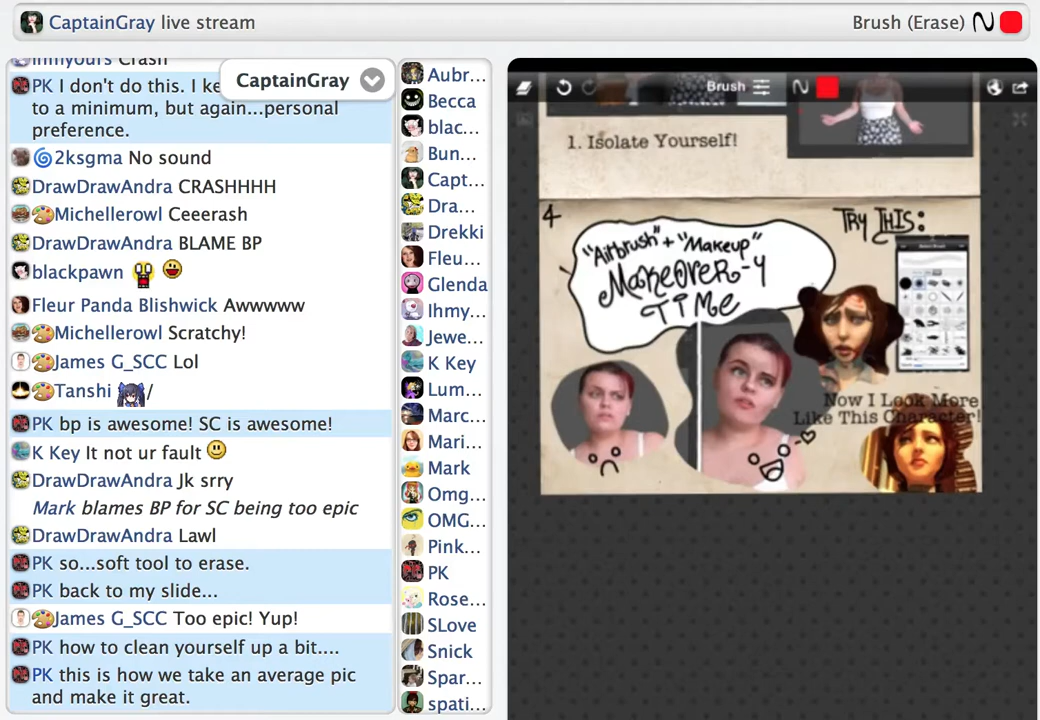 CaptainGray live stream
Brush (Erase)
Ihmyours Crash
CaptainGray
PK I don't do this. I ke
to a minimum, but again...personal
preference.
2ksgma No sound
DrawDrawAndra CRASHHHH
Michellerowl Ceeerash
DrawDrawAndra BLAME BP
blackpawn
Fleur Panda Blishwick Awwwww
Michellerowl Scratchy!
James G_SCC Lol
Tanshi /
PK bp is awesome! SC is awesome!
K Key It not ur fault
DrawDrawAndra Jk srry
Mark blames BP for SC being too epic
DrawDrawAndra Lawl
PK so...soft tool to erase.
PK back to my slide...
James G_SCC Too epic! Yup!
PK how to clean yourself up a bit....
PK this is how we take an average pic
and make it great.
Aubr...
Becca
blac...
Bun...
Capt...
Dra...
Drekki
Fleu...
Glenda
Ihmy...
Jewe...
K Key
Lum...
Marc...
Mari...
Mark
Omg...
OMG...
Pink...
PK
Rose...
SLove
Snick
Spar...
spati...
Brush
1. Isolate Yourself!
4
TRY THIS:
"Airbrush" + "Makeup"
MAKEOVER-Y
TIME
Now I Look More
Like This Character!